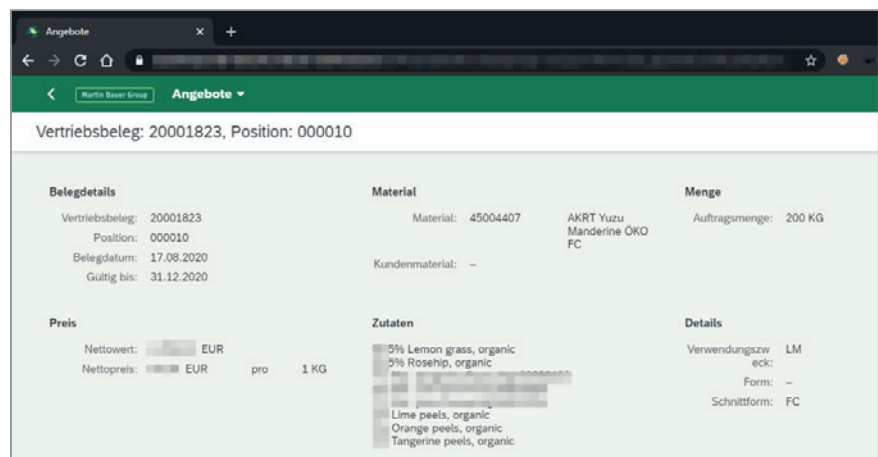 Angebote
Martin Bauer Group Angebote
Vertriebsbeleg: 20001823, Position: 000010
Belegdetails
Vertriebsbeleg: 20001823
Position: 000010
Belegdatum: 17.08.2020
Gültig bis: 31.12.2020
Material
Material: 45004407 AKRT Yuzu
Manderine ÖKO
FC
Kundenmaterial: –
Menge
Auftragsmenge: 200 KG
Preis
Nettowert: EUR
Nettopreis: EUR pro 1 KG
Zutaten
5% Lemon grass, organic
5% Rosehip, organic
Lime peels, organic
Orange peels, organic
Tangerine peels, organic
Details
Verwendungszw LM
eck:
Form: –
Schnittform: FC